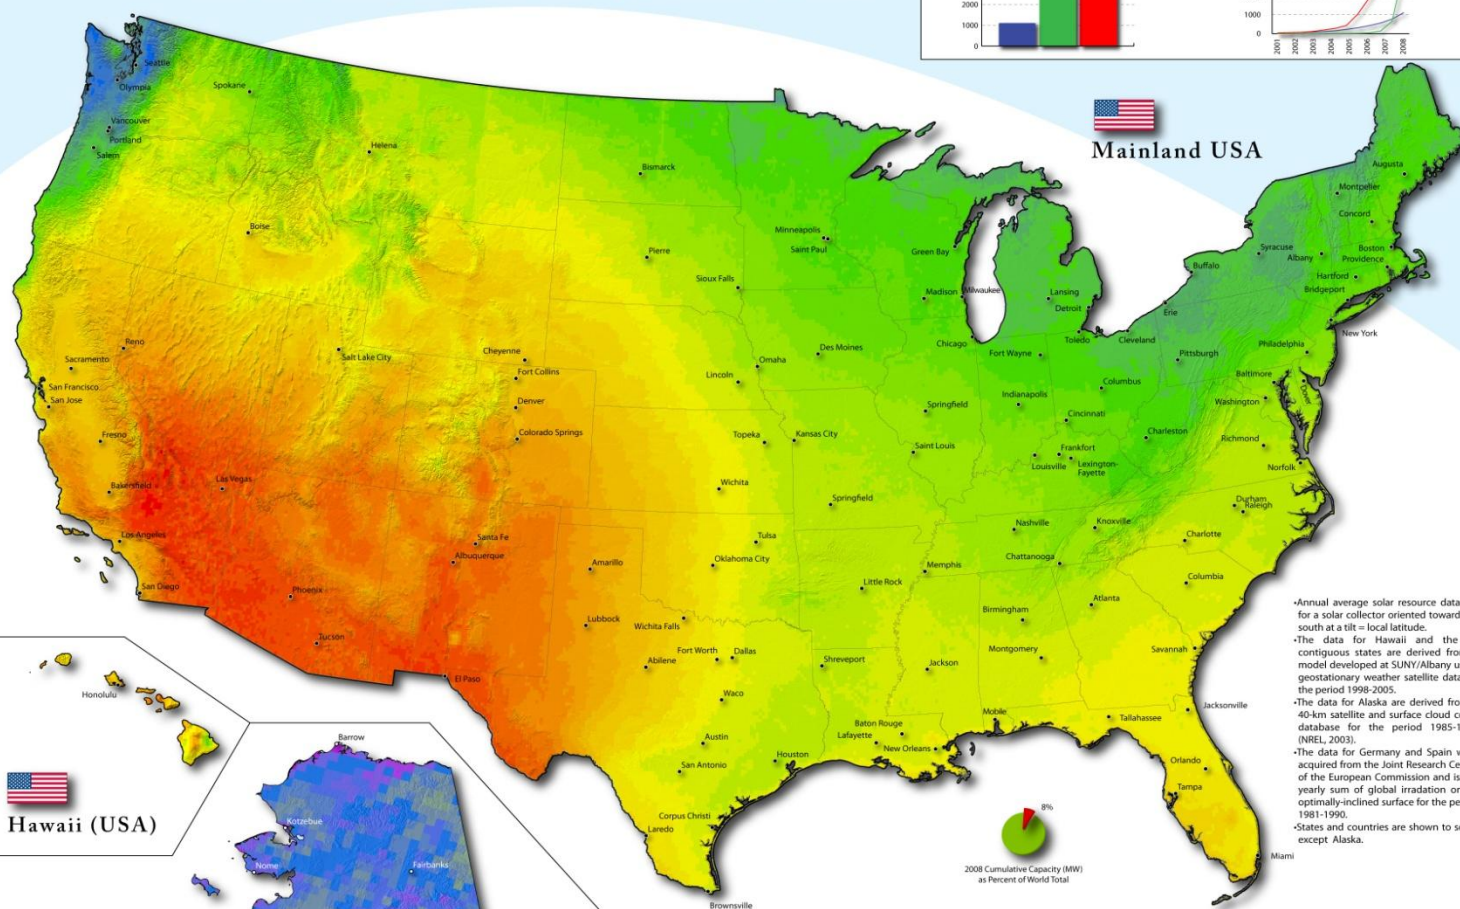 2000
1000
0
1000
0
2001
2002
2003
2004
2005
2006
2007
2008
Mainland USA
Seattle
Olympia
Spokane
Vancouver
Portland
Salem
Helena
Bismarck
Augusta
Montpelier
Concord
Boise
Minneapolis
Saint Paul
Pierre
Green Bay
Syracuse
Albany
Boston
Providence
Buffalo
Hartford
Sioux Falls
Madison
Milwaukee
Lansing
Detroit
Bridgeport
Erie
New York
Reno
Sacramento
Salt Lake City
Cheyenne
Fort Collins
Omaha
Des Moines
Chicago
Fort Wayne
Toledo
Cleveland
Pittsburgh
Philadelphia
San Francisco
San Jose
Denver
Lincoln
Columbus
Baltimore
Dover
Washington
Springfield
Indianapolis
Cincinnati
Fresno
Colorado Springs
Topeka
Kansas City
Saint Louis
Charleston
Richmond
Frankfort
Louisville
Lexington-
Fayette
Norfolk
Bakersfield
Las Vegas
Wichita
Springfield
Durham
Raleigh
Los Angeles
Santa Fe
Albuquerque
Tulsa
Oklahoma City
Nashville
Knoxville
Charlotte
Amarillo
Chattanooga
San Diego
Phoenix
Little Rock
Memphis
Columbia
Atlanta
Birmingham
Lubbock
Wichita Falls
Tucson
Fort Worth
Dallas
Abilene
Shreveport
Jackson
Montgomery
Savannah
El Paso
Waco
Mobile
Tallahassee
Jacksonville
Baton Rouge
Lafayette
New Orleans
Austin
San Antonio
Houston
Orlando
Tampa
Corpus Christi
Laredo
Miami
Brownsville
•Annual average solar resource data
for a solar collector oriented toward
south at a tilt = local latitude.
•The data for Hawaii and the
contiguous states are derived from
model developed at SUNY/Albany u
geostationary weather satellite data
the period 1998-2005.
•The data for Alaska are derived fro
40-km satellite and surface cloud c
database for the period 1985-1
(NREL, 2003).
•The data for Germany and Spain w
acquired from the Joint Research Ce
of the European Commission and is
yearly sum of global irradation or
optimally-inclined surface for the pe
1981-1990.
•States and countries are shown to s
except Alaska.
Honolulu
Hawaii (USA)
Barrow
Kotzebue
Nome
Fairbanks
8%
2008 Cumulative Capacity (MW)
as Percent of World Total